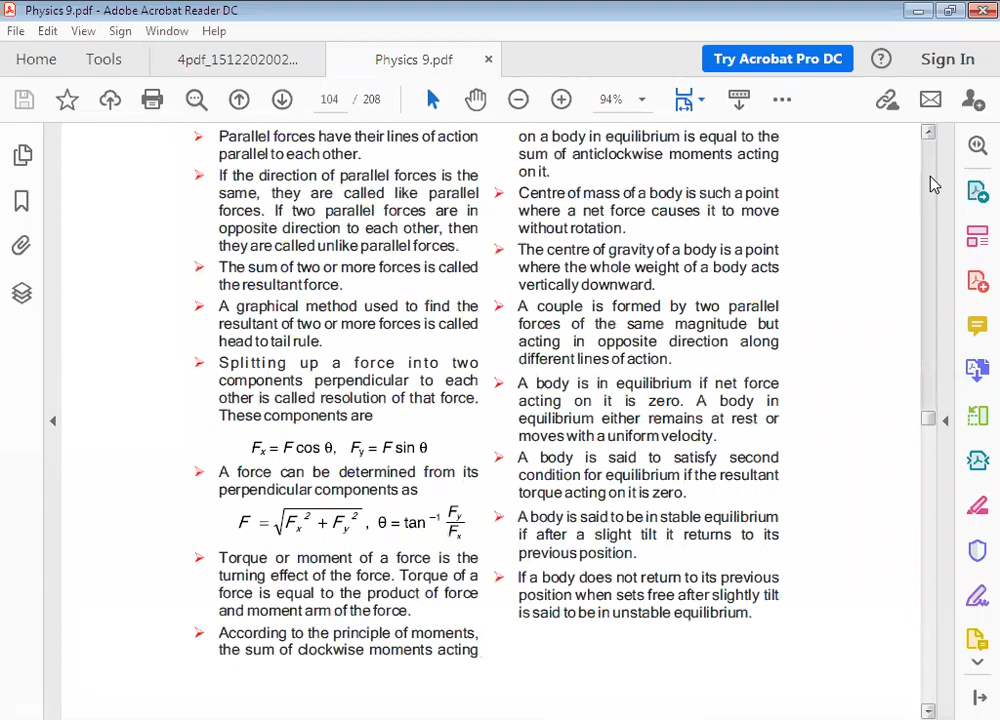 Physics 9.pdf - Adobe Acrobat Reader DC
File Edit View Sign Window Help
Home Tools 4pdf_1512202002... Physics 9.pdf × Try Acrobat Pro DC ? Sign In
104 / 208 94%
Parallel forces have their lines of action
parallel to each other.
If the direction of parallel forces is the
same, they are called like parallel
forces. If two parallel forces are in
opposite direction to each other, then
they are called unlike parallel forces.
The sum of two or more forces is called
the resultant force.
A graphical method used to find the
resultant of two or more forces is called
head to tail rule.
Splitting up a force into two
components perpendicular to each
other is called resolution of that force.
These components are
Fx = F cos θ, Fy = F sin θ
A force can be determined from its
perpendicular components as
F = √(Fx² + Fy²) , θ = tan⁻¹ Fy/Fx
Torque or moment of a force is the
turning effect of the force. Torque of a
force is equal to the product of force
and moment arm of the force.
According to the principle of moments,
the sum of clockwise moments acting
on a body in equilibrium is equal to the
sum of anticlockwise moments acting
on it.
Centre of mass of a body is such a point
where a net force causes it to move
without rotation.
The centre of gravity of a body is a point
where the whole weight of a body acts
vertically downward.
A couple is formed by two parallel
forces of the same magnitude but
acting in opposite direction along
different lines of action.
A body is in equilibrium if net force
acting on it is zero. A body in
equilibrium either remains at rest or
moves with a uniform velocity.
A body is said to satisfy second
condition for equilibrium if the resultant
torque acting on it is zero.
A body is said to be in stable equilibrium
if after a slight tilt it returns to its
previous position.
If a body does not return to its previous
position when sets free after slightly tilt
is said to be in unstable equilibrium.